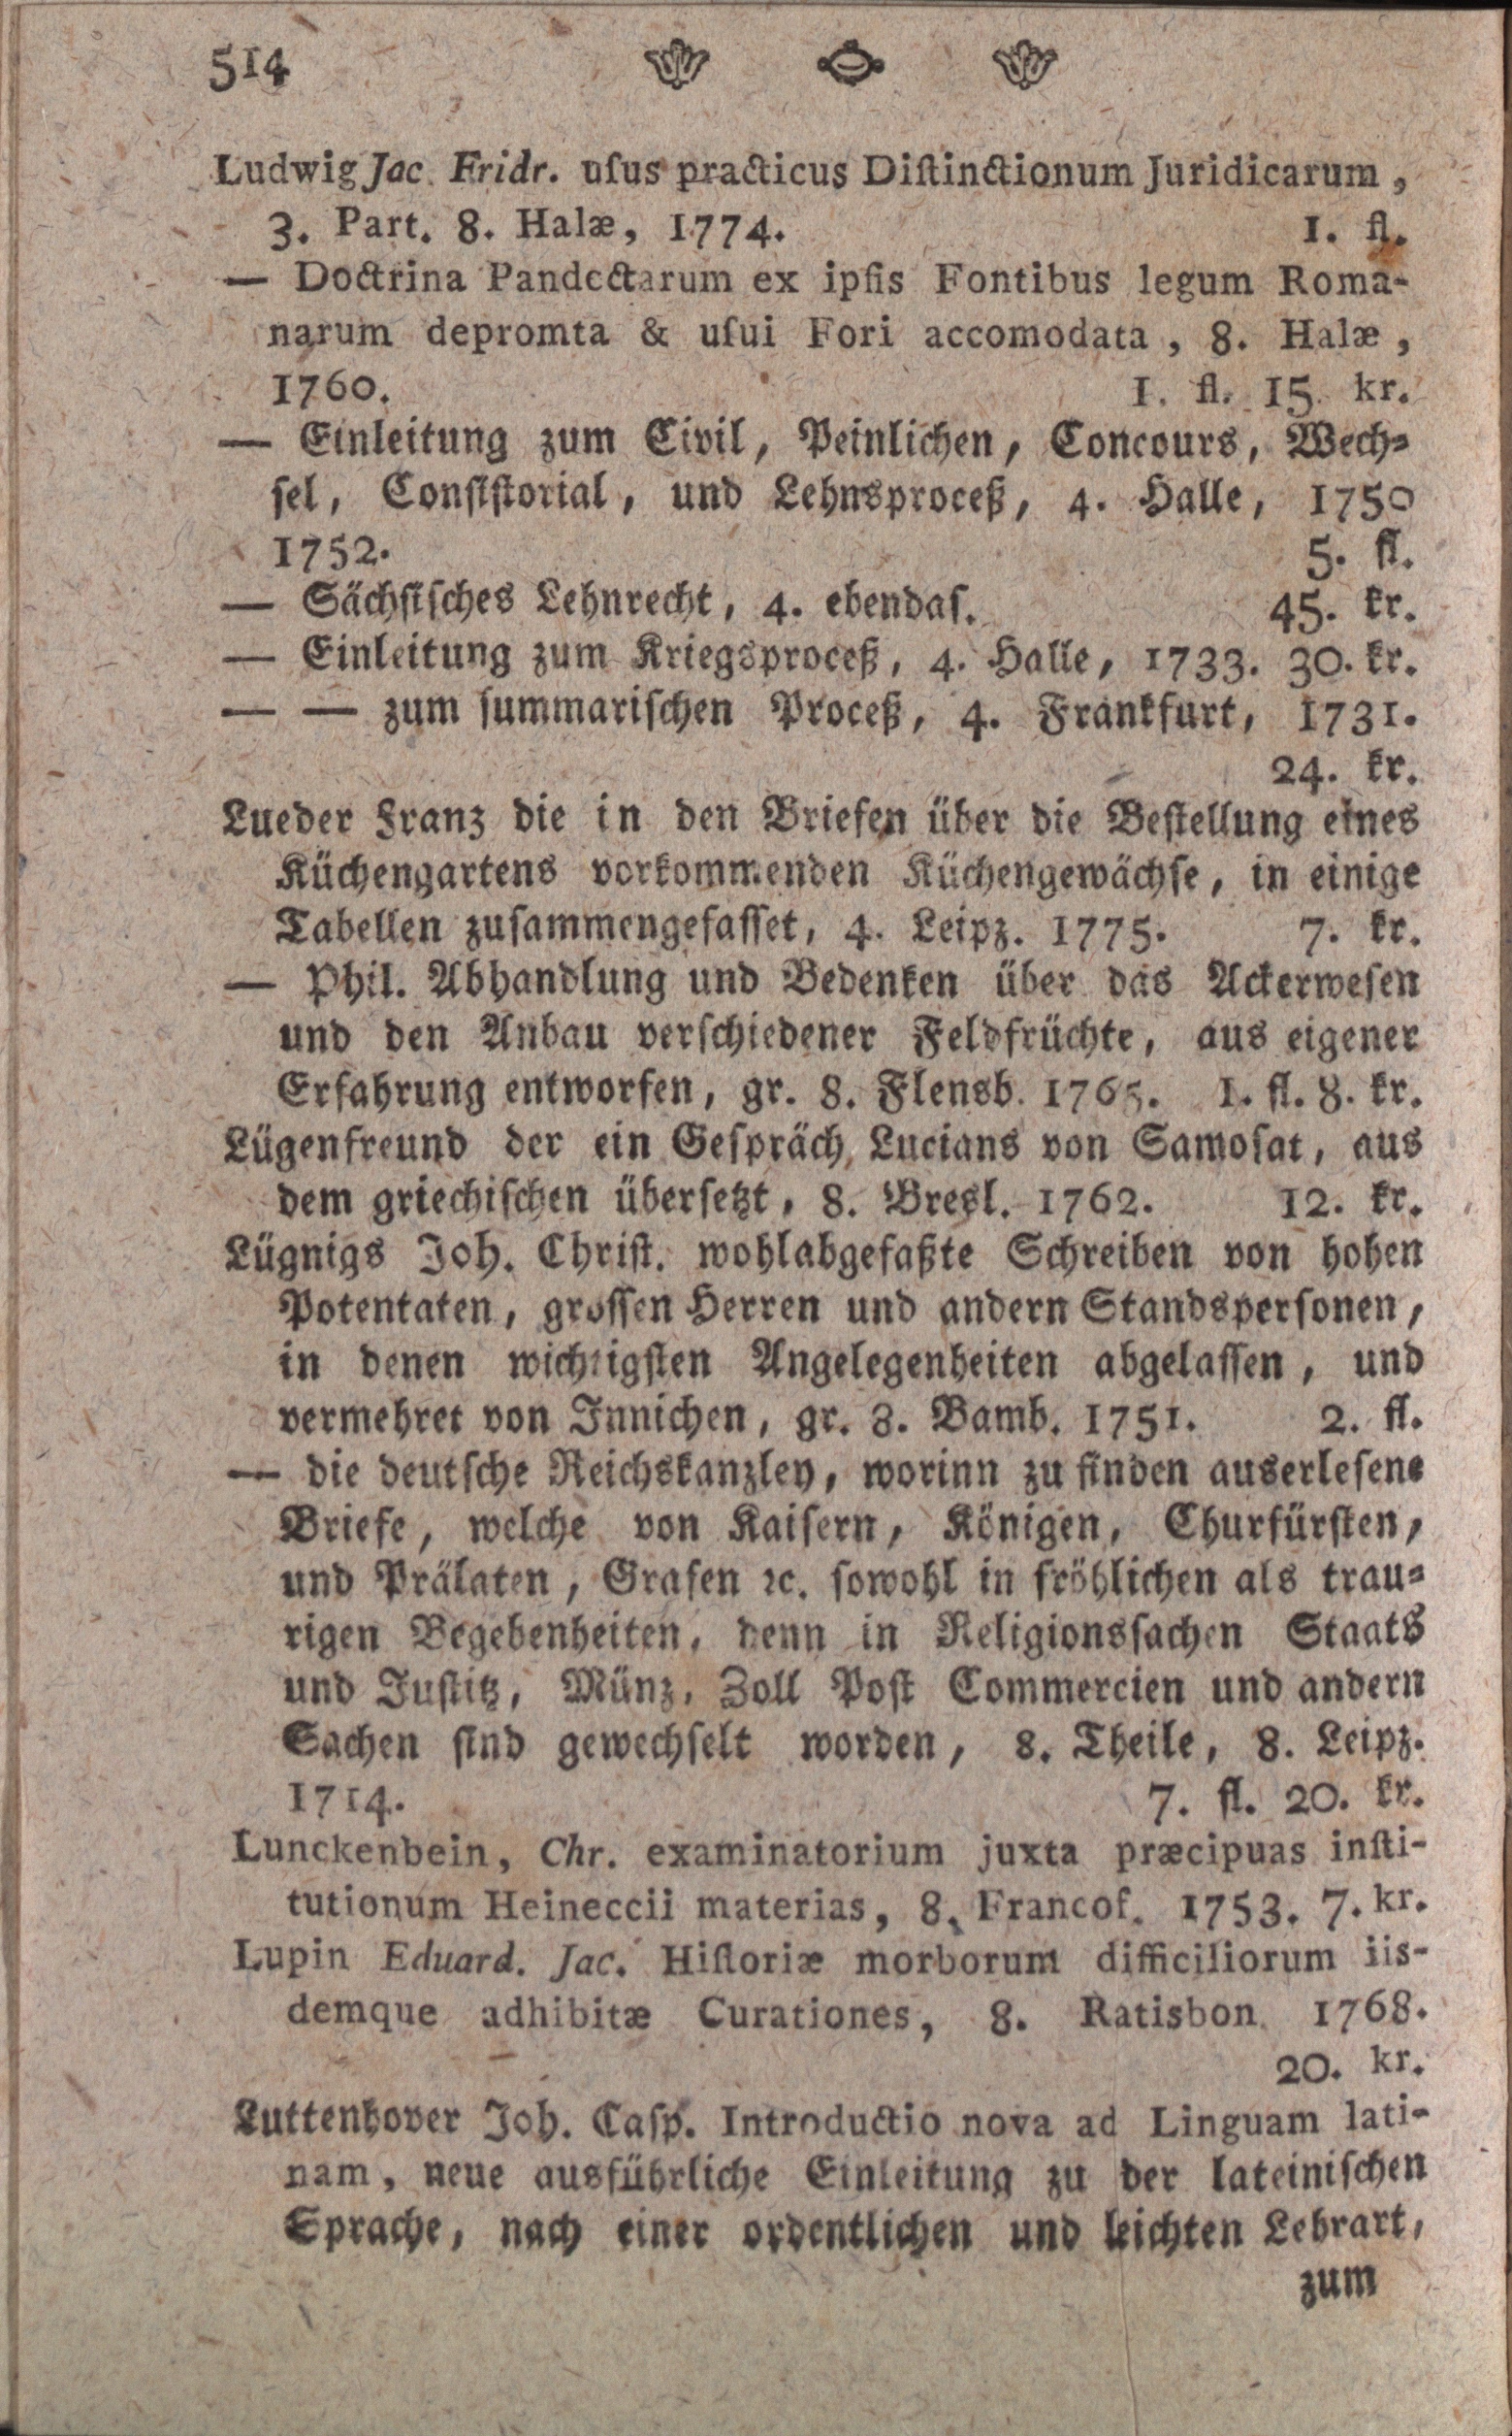 514
Ludwig Jac. Fridr. uſus practicus Diſtinctionum Juridicarum,
3. Part. 8. Halæ, 1774. 1. fl.
— Doctrina Pandectarum ex ipſis Fontibus legum Roma-
narum depromta & uſui Fori accomodata, 8. Halæ,
1760. 1. fl. 15. kr.
— Einleitung zum Civil, Peinlichen, Concours, Wech-
ſel, Conſiſtorial, und Lehnsproceß, 4. Halle, 1750
1752. 5. fl.
— Sächſiſches Lehnrecht, 4. ebendaſ. 45. kr.
— Einleitung zum Kriegsproceß, 4. Halle, 1733. 30. kr.
— — zum ſummariſchen Proceß, 4. Frankfurt, 1731.
24. kr.
Lueder Franz die in den Briefen über die Beſtellung eines
Küchengartens vorkommenden Küchengewächſe, in einige
Tabellen zuſammengefaſſet, 4. Leipz. 1775. 7. kr.
— Phil. Abhandlung und Bedenken über das Ackerweſen
und den Anbau verſchiedener Feldfrüchte, aus eigener
Erfahrung entworfen, gr. 8. Flensb. 1765. 1. fl. 8. kr.
Lügenfreund der ein Geſpräch Lucians von Samoſat, aus
dem griechiſchen überſetzt, 8. Bresl. 1762. 12. kr.
Lügnigs Joh. Chriſt. wohlabgefaßte Schreiben von hohen
Potentaten, groſſen Herren und andern Standsperſonen,
in denen wichtigſten Angelegenheiten abgelaſſen, und
vermehret von Innichen, gr. 8. Bamb. 1751. 2. fl.
— die deutſche Reichskanzley, worinn zu finden auserleſene
Briefe, welche von Kaiſern, Königen, Churfürſten,
und Prälaten, Grafen ꝛc. ſowohl in fröhlichen als trau-
rigen Begebenheiten, denn in Religionsſachen Staats
und Juſtitz, Münz, Zoll Poſt Commercien und andern
Sachen ſind gewechſelt worden, 8. Theile, 8. Leipz.
1714. 7. fl. 20. kr.
Lunckenbein, Chr. examinatorium juxta præcipuas inſti-
tutionum Heineccii materias, 8. Francof. 1753. 7. kr.
Lupin Eduard. Jac. Hiſtoriæ morborum difficiliorum iis-
demque adhibitæ Curationes, 8. Ratisbon. 1768.
20. kr.
Luttenhover Joh. Caſp. Introductio nova ad Linguam lati-
nam, neue ausführliche Einleitung zu der lateiniſchen
Sprache, nach einer ordentlichen und leichten Lehrart,
zum